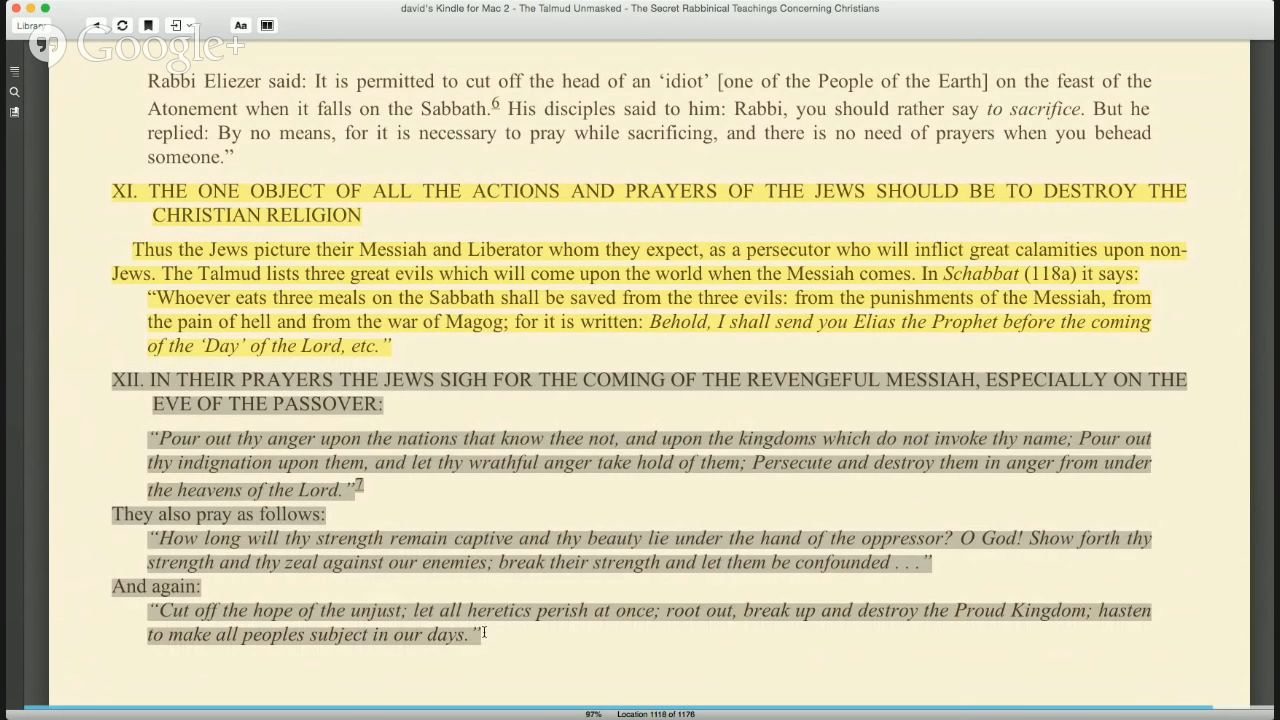 david's Kindle for Mac 2 - The Talmud Unmasked - The Secret Rabbinical Teachings Concerning Christians
Library
Aa
Google+
Rabbi Eliezer said: It is permitted to cut off the head of an ‘idiot’ [one of the People of the Earth] on the feast of the
Atonement when it falls on the Sabbath.6 His disciples said to him: Rabbi, you should rather say to sacrifice. But he
replied: By no means, for it is necessary to pray while sacrificing, and there is no need of prayers when you behead
someone.”
XI. THE ONE OBJECT OF ALL THE ACTIONS AND PRAYERS OF THE JEWS SHOULD BE TO DESTROY THE
CHRISTIAN RELIGION
Thus the Jews picture their Messiah and Liberator whom they expect, as a persecutor who will inflict great calamities upon non-
Jews. The Talmud lists three great evils which will come upon the world when the Messiah comes. In Schabbat (118a) it says:
“Whoever eats three meals on the Sabbath shall be saved from the three evils: from the punishments of the Messiah, from
the pain of hell and from the war of Magog; for it is written: Behold, I shall send you Elias the Prophet before the coming
of the ‘Day’ of the Lord, etc.”
XII. IN THEIR PRAYERS THE JEWS SIGH FOR THE COMING OF THE REVENGEFUL MESSIAH, ESPECIALLY ON THE
EVE OF THE PASSOVER:
“Pour out thy anger upon the nations that know thee not, and upon the kingdoms which do not invoke thy name; Pour out
thy indignation upon them, and let thy wrathful anger take hold of them; Persecute and destroy them in anger from under
the heavens of the Lord.”7
They also pray as follows:
“How long will thy strength remain captive and thy beauty lie under the hand of the oppressor? O God! Show forth thy
strength and thy zeal against our enemies; break their strength and let them be confounded . . .”
And again:
“Cut off the hope of the unjust; let all heretics perish at once; root out, break up and destroy the Proud Kingdom; hasten
to make all peoples subject in our days.”
97% Location 1118 of 1176